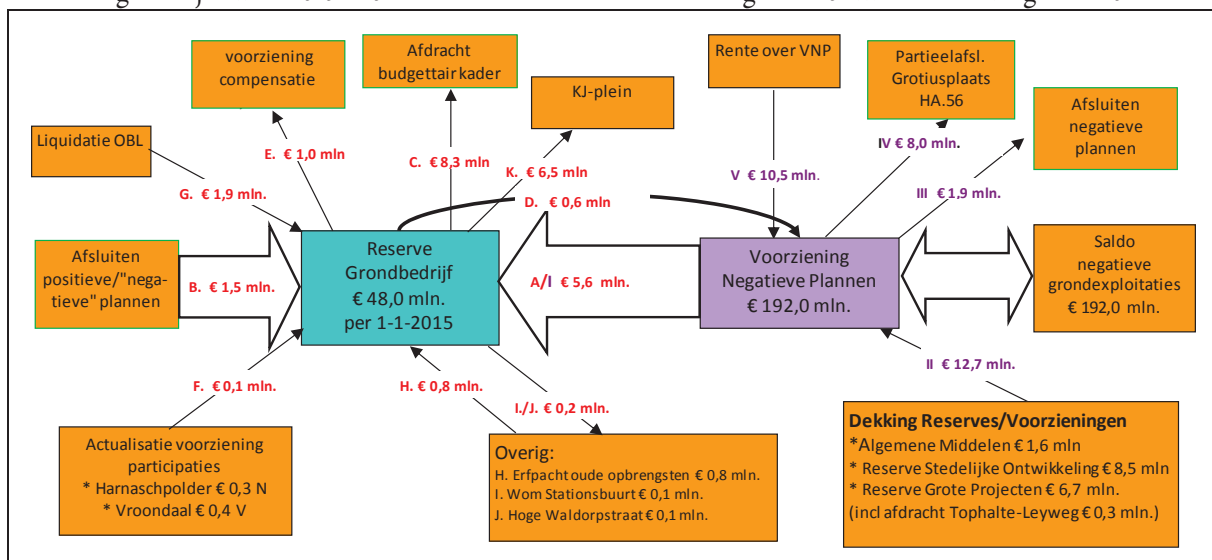 voorziening
compensatie
Afdracht
budgettair kader
KJ-plein
Rente over VNP
Partieelafsl.
Grotiusplaats
HA.56
Afsluiten
negatieve
plannen
Liquidatie OBL
E. € 1,0 mln
C. € 8,3 mln
K. € 6,5 mln
IV € 8,0 mln.
V € 10,5 mln.
III € 1,9 mln.
G. € 1,9 mln.
D. € 0,6 mln
Afsluiten
positieve/"nega-
tieve" plannen
B. € 1,5 mln.
Reserve
Grondbedrijf
€ 48,0 mln.
per 1-1-2015
A/I € 5,6 mln.
Voorziening
Negatieve Plannen
€ 192,0 mln.
Saldo
negatieve
grondexploitaties
€ 192,0 mln.
F. € 0,1 mln.
H. € 0,8 mln.
I./J. € 0,2 mln.
II € 12,7 mln.
Actualisatie voorziening
participaties
* Harnaschpolder € 0,3 N
* Vroondaal € 0,4 V
Overig:
H. Erfpacht oude opbrengsten € 0,8 mln.
I. Wom Stationsbuurt € 0,1 mln.
J. Hoge Waldorpstraat € 0,1 mln.
Dekking Reserves/Voorzieningen
*Algemene Middelen € 1,6 mln
* Reserve Stedelijke Ontwikkeling € 8,5 mln
* Reserve Grote Projecten € 6,7 mln.
(incl afdracht Tophalte-Leyweg € 0,3 mln.)